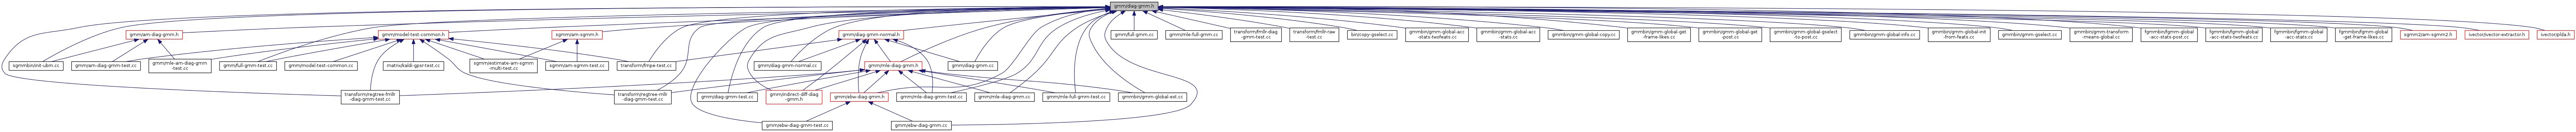 gmm/diag-gmm.h
gmm/am-diag-gmm.h
gmm/model-test-common.h
sgmm/am-sgmm.h
gmm/diag-gmm-normal.h
gmm/full-gmm.cc
gmm/mle-full-gmm.cc
transform/fmllr-diag
-gmm-test.cc
transform/fmllr-raw
-test.cc
bin/copy-gselect.cc
gmmbin/gmm-global-acc
-stats-twofeats.cc
gmmbin/gmm-global-acc
-stats.cc
gmmbin/gmm-global-copy.cc
gmmbin/gmm-global-get
-frame-likes.cc
gmmbin/gmm-global-get
-post.cc
gmmbin/gmm-global-gselect
-to-post.cc
gmmbin/gmm-global-info.cc
gmmbin/gmm-global-init
-from-feats.cc
gmmbin/gmm-gselect.cc
gmmbin/gmm-transform
-means-global.cc
fgmmbin/fgmm-global
-acc-stats-post.cc
fgmmbin/fgmm-global
-acc-stats-twofeats.cc
fgmmbin/fgmm-global
-acc-stats.cc
fgmmbin/fgmm-global
-get-frame-likes.cc
sgmm2/am-sgmm2.h
ivector/ivector-extractor.h
ivector/plda.h
sgmmbin/init-ubm.cc
gmm/am-diag-gmm-test.cc
gmm/mle-am-diag-gmm
-test.cc
gmm/full-gmm-test.cc
gmm/model-test-common.cc
matrix/kaldi-gpsr-test.cc
sgmm/estimate-am-sgmm
-multi-test.cc
sgmm/am-sgmm-test.cc
transform/fmpe-test.cc
gmm/diag-gmm-normal.cc
gmm/mle-diag-gmm.h
gmm/diag-gmm.cc
transform/regtree-fmllr
-diag-gmm-test.cc
transform/regtree-mllr
-diag-gmm-test.cc
gmm/diag-gmm-test.cc
gmm/indirect-diff-diag
-gmm.h
gmm/ebw-diag-gmm.h
gmm/mle-diag-gmm-test.cc
gmm/mle-diag-gmm.cc
gmm/mle-full-gmm-test.cc
gmmbin/gmm-global-est.cc
gmm/ebw-diag-gmm-test.cc
gmm/ebw-diag-gmm.cc